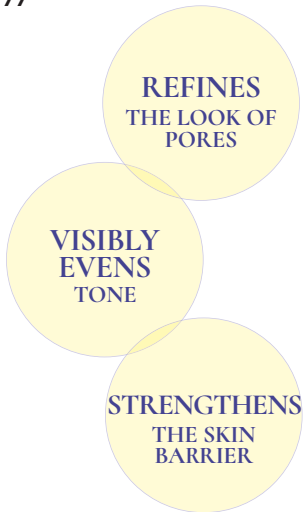 REFINES
THE LOOK OF
PORES
VISIBLY
EVENS
TONE
STRENGTHENS
THE SKIN
BARRIER